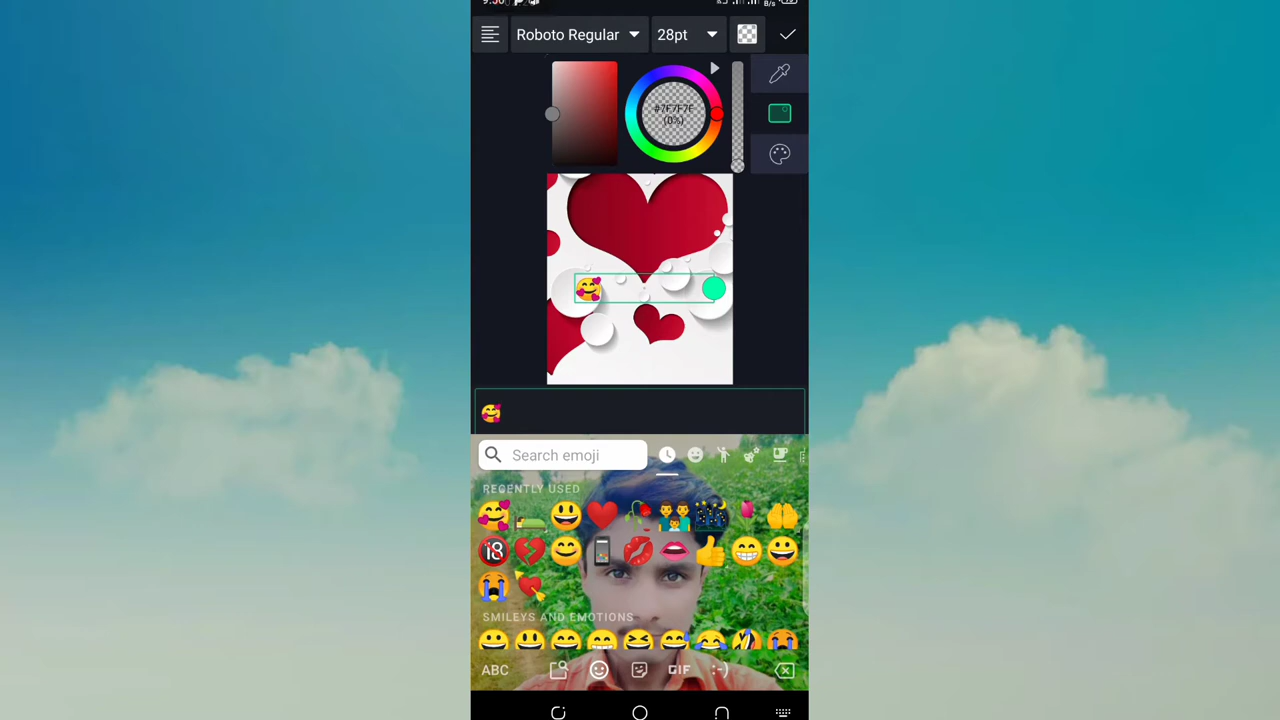 Roboto Regular 28pt
#7F7F7F
(0%)
Search emoji
RECENTLY USED
SMILEYS AND EMOTIONS
ABC GIF :-)